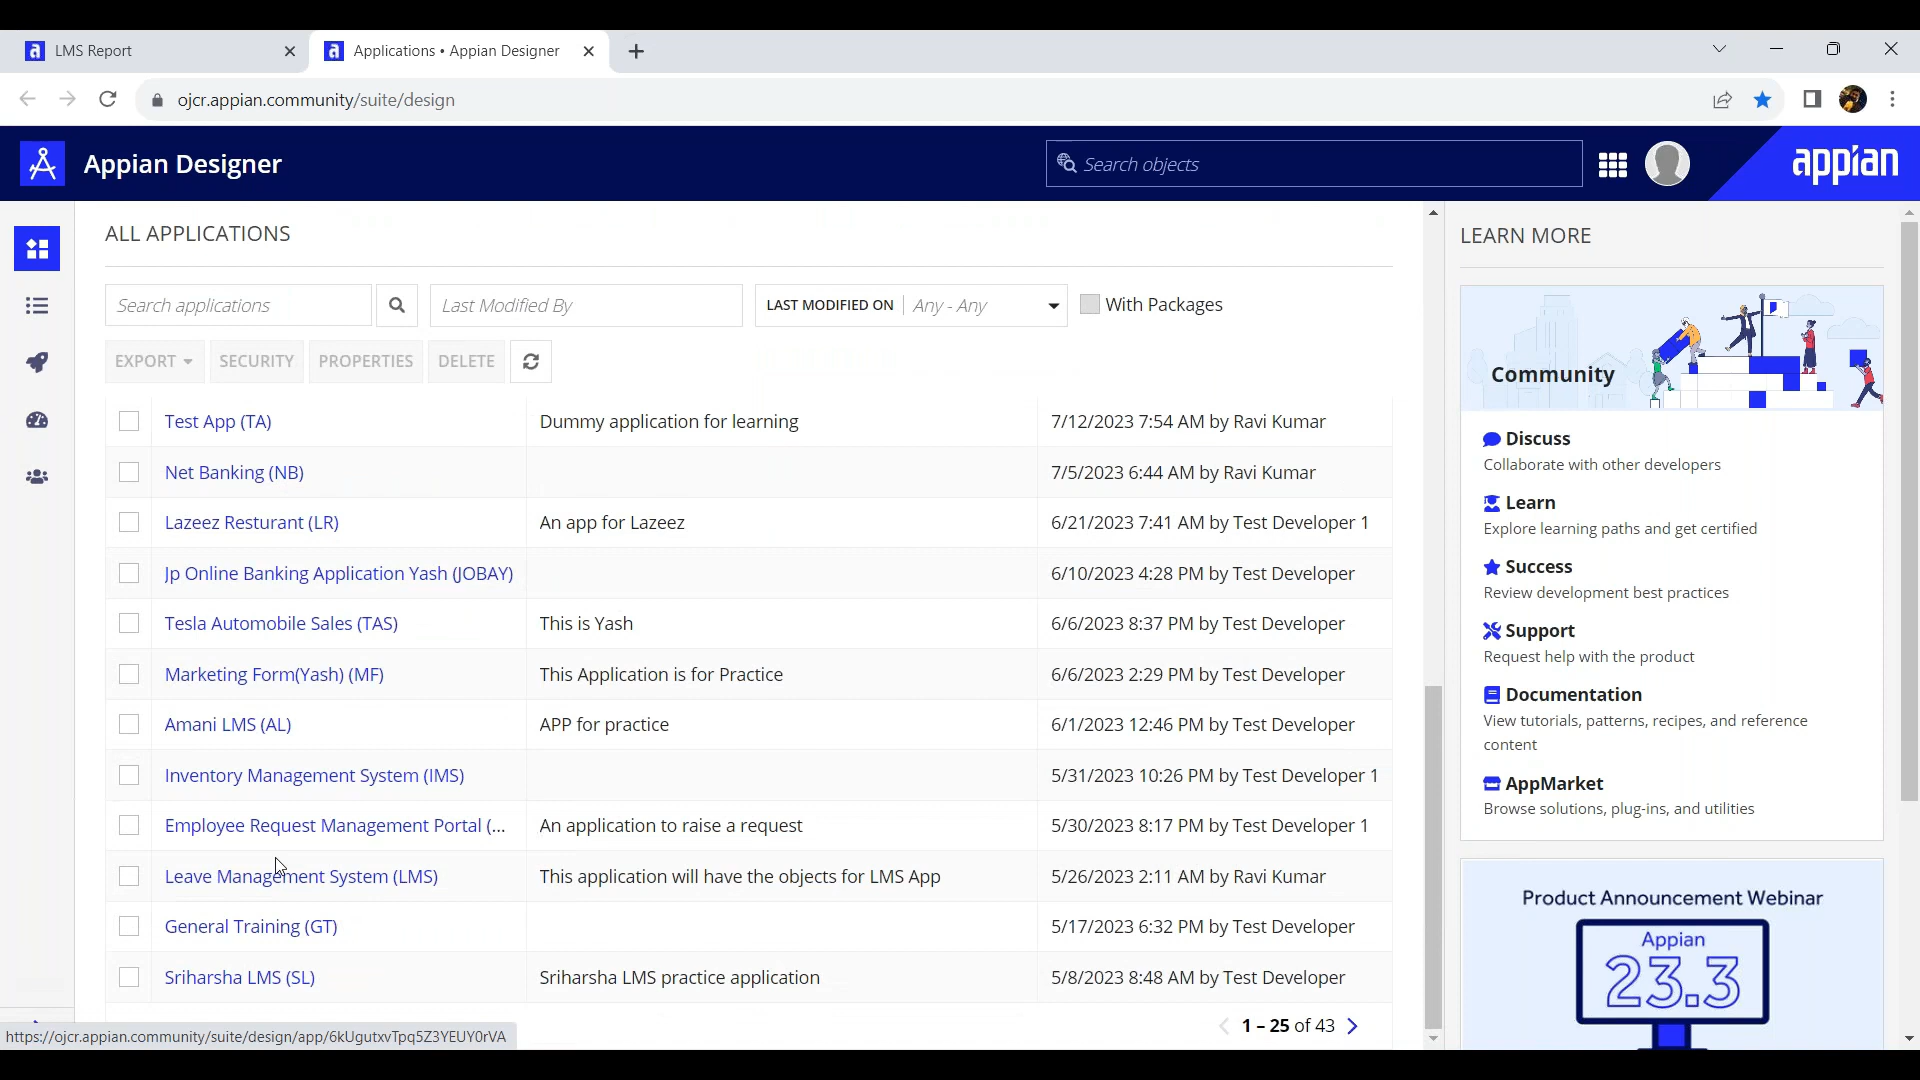 LMS Report
Applications • Appian Designer
ojcr.appian.community/suite/design
Appian Designer
Search objects
appian
ALL APPLICATIONS
Search applications
Last Modified By
LAST MODIFIED ON Any - Any
With Packages
EXPORT
SECURITY
PROPERTIES
DELETE
Test App (TA) Dummy application for learning 7/12/2023 7:54 AM by Ravi Kumar
Net Banking (NB) 7/5/2023 6:44 AM by Ravi Kumar
Lazeez Resturant (LR) An app for Lazeez 6/21/2023 7:41 AM by Test Developer 1
Jp Online Banking Application Yash (JOBAY) 6/10/2023 4:28 PM by Test Developer
Tesla Automobile Sales (TAS) This is Yash 6/6/2023 8:37 PM by Test Developer
Marketing Form(Yash) (MF) This Application is for Practice 6/6/2023 2:29 PM by Test Developer
Amani LMS (AL) APP for practice 6/1/2023 12:46 PM by Test Developer
Inventory Management System (IMS) 5/31/2023 10:26 PM by Test Developer 1
Employee Request Management Portal (... An application to raise a request 5/30/2023 8:17 PM by Test Developer 1
Leave Management System (LMS) This application will have the objects for LMS App 5/26/2023 2:11 AM by Ravi Kumar
General Training (GT) 5/17/2023 6:32 PM by Test Developer
Sriharsha LMS (SL) Sriharsha LMS practice application 5/8/2023 8:48 AM by Test Developer
1 – 25 of 43
https://ojcr.appian.community/suite/design/app/6kUgutxvTpq5Z3YEUY0rVA
LEARN MORE
Community
Discuss
Collaborate with other developers
Learn
Explore learning paths and get certified
Success
Review development best practices
Support
Request help with the product
Documentation
View tutorials, patterns, recipes, and reference
content
AppMarket
Browse solutions, plug-ins, and utilities
Product Announcement Webinar
Appian
23.3